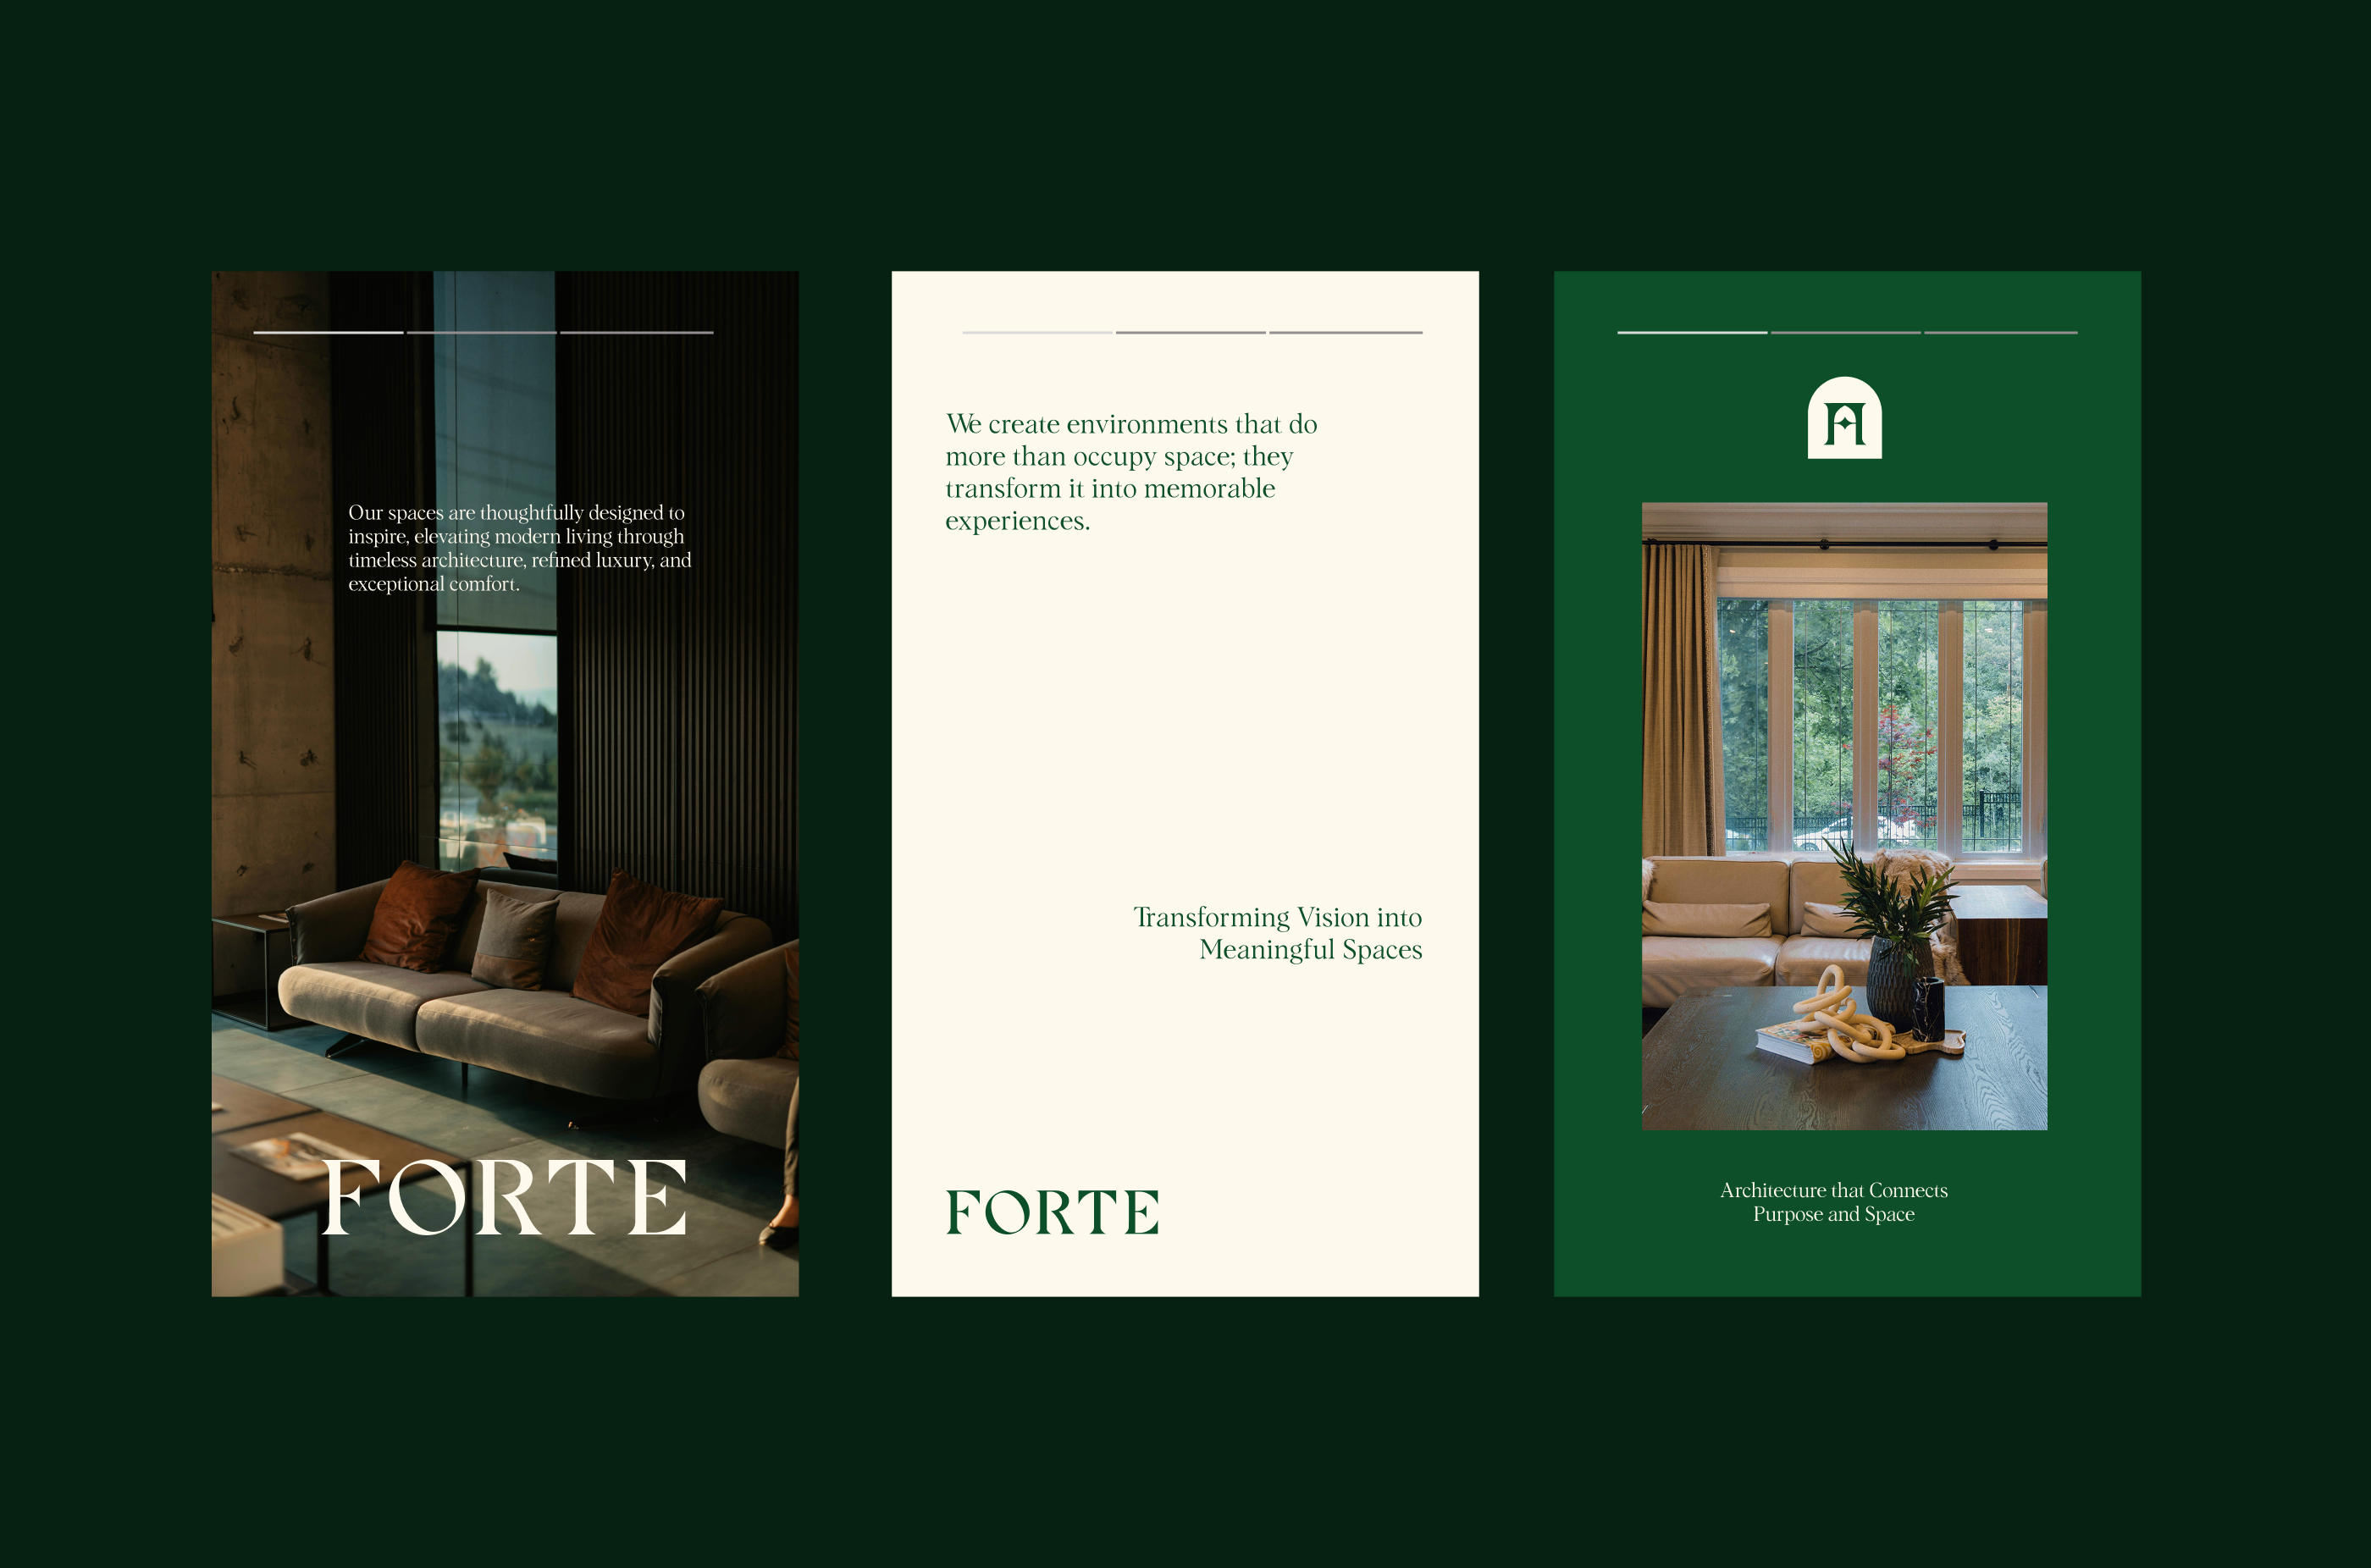 Our spaces are thoughtfully designed to
inspire, elevating modern living through
timeless architecture, refined luxury, and
exceptional comfort.
FORTE
We create environments that do
more than occupy space; they
transform it into memorable
experiences.
Transforming Vision into
Meaningful Spaces
FORTE
Architecture that Connects
Purpose and Space